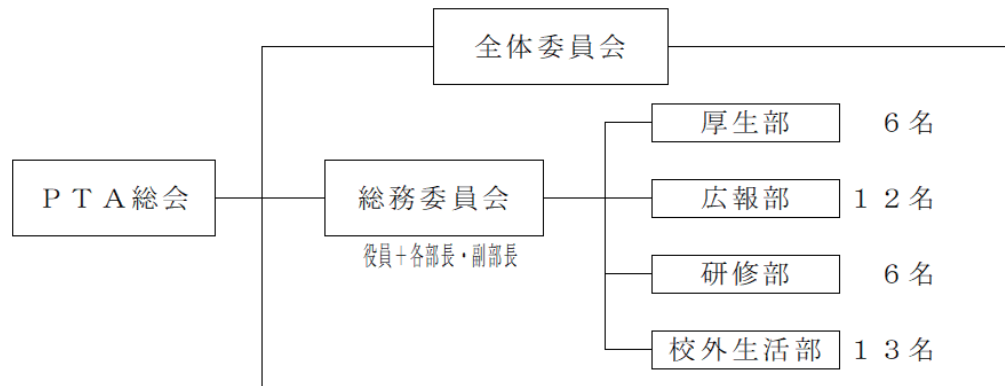 全体委員会
厚生部 6名
PTA総会
総務委員会
役員+各部長・副部長
広報部 12名
研修部 6名
校外生活部 13名